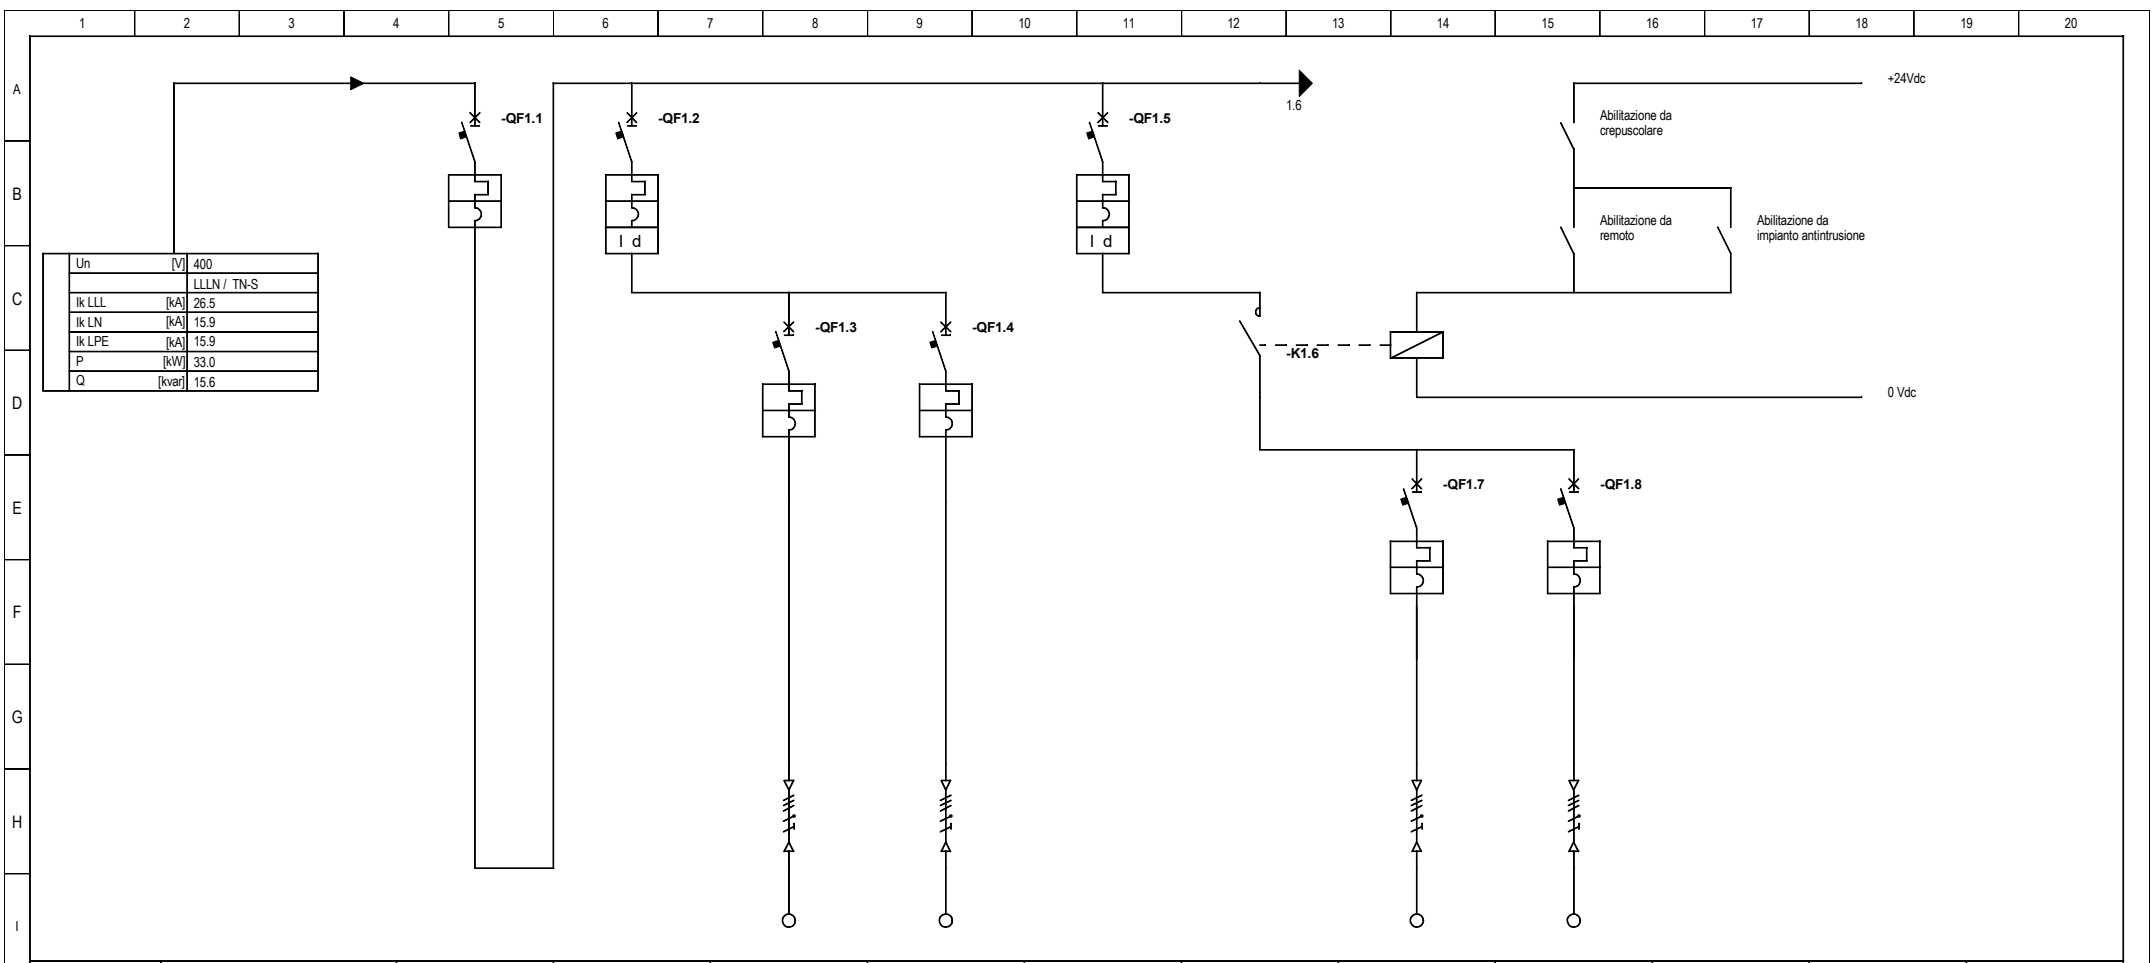 1 2 3 4 5 6 7 8 9 10 11 12 13 14 15 16 17 18 19 20
A
+24Vdc
1.6
-QF1.1
-QF1.2
-QF1.5
Abilitazione da
crepuscolare
B
I d
I d
Abilitazione da
remoto
Abilitazione da
impianto antintrusione
Un [V] 400
LLLN / TN-S
C
Ik LLL [kA] 26.5
Ik LN [kA] 15.9
Ik LPE [kA] 15.9
P [kW] 33.0
Q [kvar] 15.6
-QF1.3
-QF1.4
-K1.6
D
0 Vdc
E
-QF1.7
-QF1.8
F
G
H
I